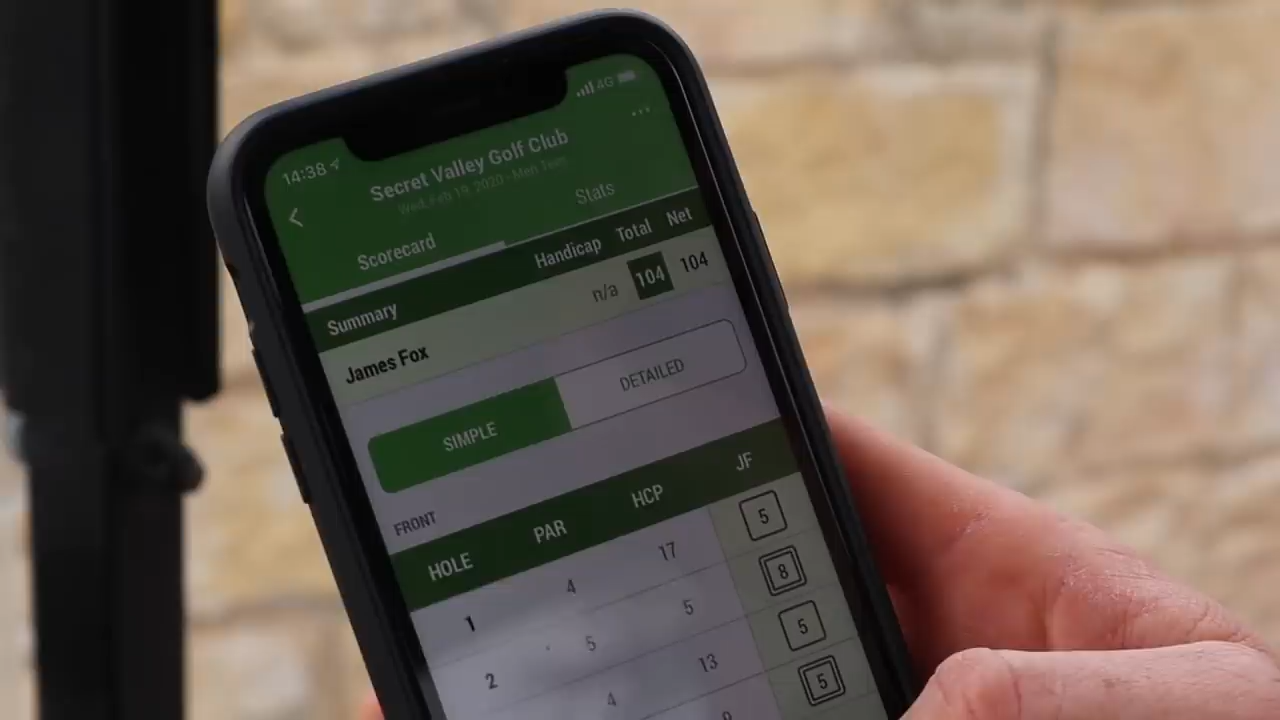 14:38
4G
...
Secret Valley Golf Club
Wed, Feb 19, 2020 - Men Tem
Scorecard Stats
Summary Handicap Total Net
James Fox n/a 104 104
SIMPLE DETAILED
FRONT
HOLE PAR HCP JF
1 4 17 5
2 5 5 8
4 13 5
5